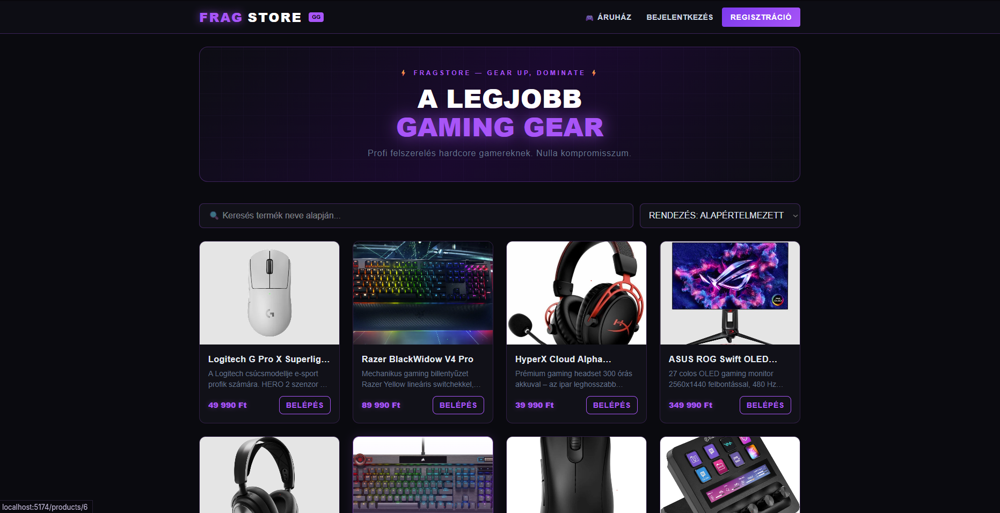 FRAG STORE GG
🎮 ÁRUHÁZ
BEJELENTKEZÉS
REGISZTRÁCIÓ
⚡ FRAGSTORE — GEAR UP, DOMINATE ⚡
A LEGJOBB
GAMING GEAR
Profi felszerelés hardcore gamereknek. Nulla kompromisszum.
🔍 Keresés termék neve alapján...
RENDEZÉS: ALAPÉRTELMEZETT
Logitech G Pro X Superlig...
A Logitech csúcsmodellje e-sport
profik számára. HERO 2 szenzor ...
49 990 Ft
BELÉPÉS
Razer BlackWidow V4 Pro
Mechanikus gaming billentyűzet
Razer Yellow lineáris switchekkel,...
89 990 Ft
BELÉPÉS
HyperX Cloud Alpha...
Prémium gaming headset 300 órás
akkuval – az ipar leghosszabb...
39 990 Ft
BELÉPÉS
OLED
ASUS ROG Swift OLED...
27 colos OLED gaming monitor
2560x1440 felbontással, 480 Hz...
349 990 Ft
BELÉPÉS
localhost:5174/products/6